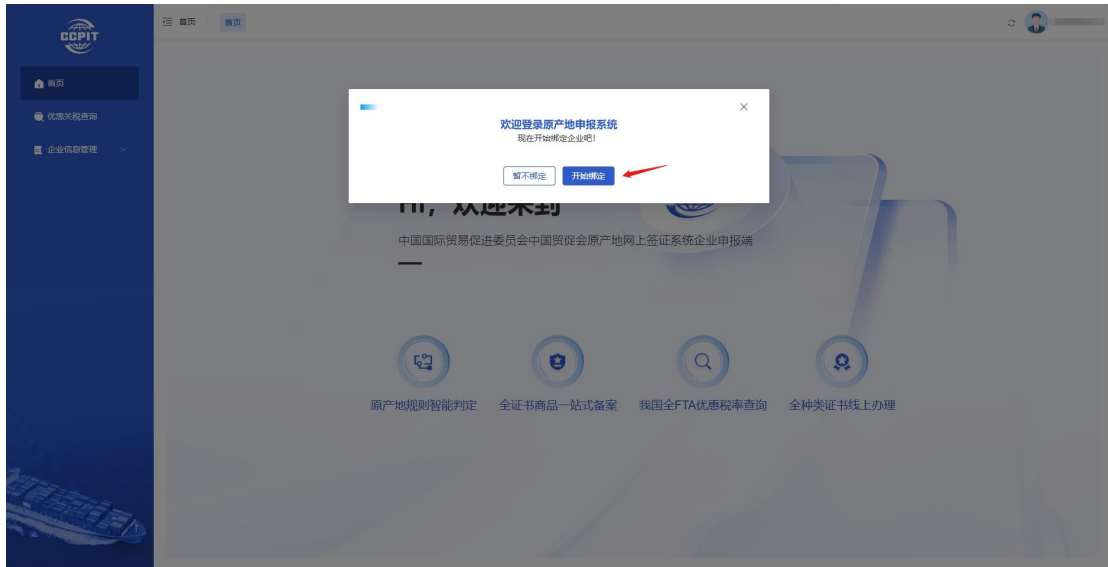 CCPIT
首页
首页
首页
优惠关税查询
企业信息管理
欢迎登录原产地申报系统
现在开始绑定企业吧!
暂不绑定
开始绑定
Hi，欢迎来到
中国国际贸易促进委员会中国贸促会原产地网上签证系统企业申报端
原产地规则智能判定
全证书商品一站式备案
我国全FTA优惠税率查询
全种类证书线上办理